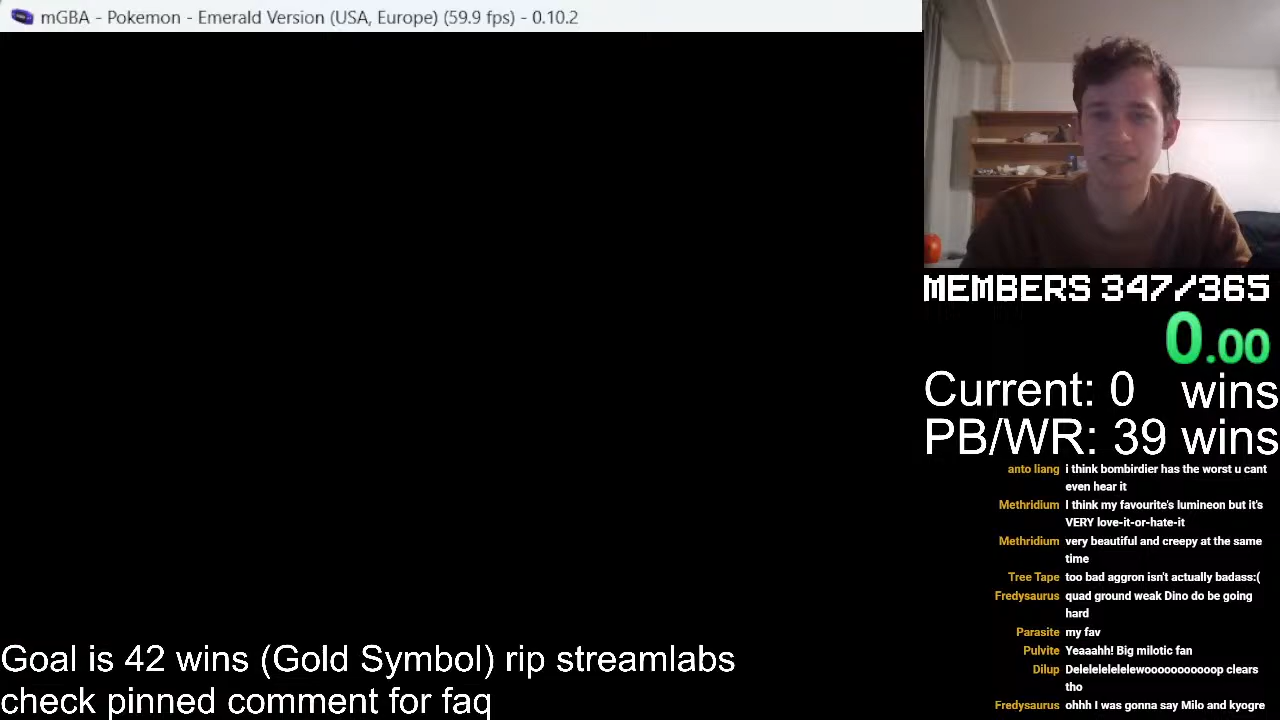 mGBA - Pokemon - Emerald Version (USA, Europe) (59.9 fps) - 0.10.2
MEMBERS 347/365
0.00
Current: 0 wins
PB/WR: 39 wins
anto liang i think bombirdier has the worst u cant
even hear it
Methridium I think my favourite's lumineon but it's
VERY love-it-or-hate-it
Methridium very beautiful and creepy at the same
time
Tree Tape too bad aggron isn't actually badass:(
Fredysaurus quad ground weak Dino do be going
hard
Parasite my fav
Pulvite Yeaaahh! Big milotic fan
Dilup Delelelelelelewooooooooooop clears
tho
Fredysaurus ohhh I was gonna say Milo and kyogre
Goal is 42 wins (Gold Symbol) rip streamlabs
check pinned comment for faq